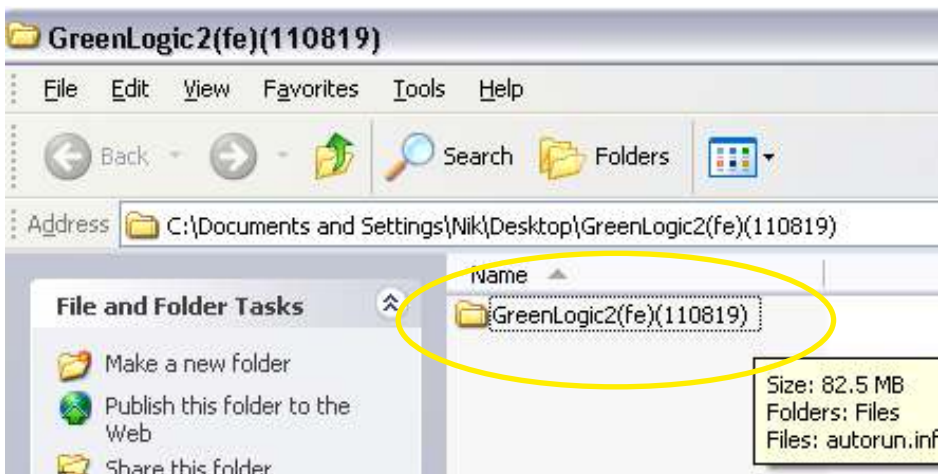 GreenLogic2(fe)(110819)
File Edit View Favorites Tools Help
Back Search Folders
Address C:\Documents and Settings\Nik\Desktop\GreenLogic2(fe)(110819)
Name
File and Folder Tasks
GreenLogic2(fe)(110819)
Make a new folder
Publish this folder to the
Web
Share this folder
Size: 82.5 MB
Folders: Files
Files: autorun.inf